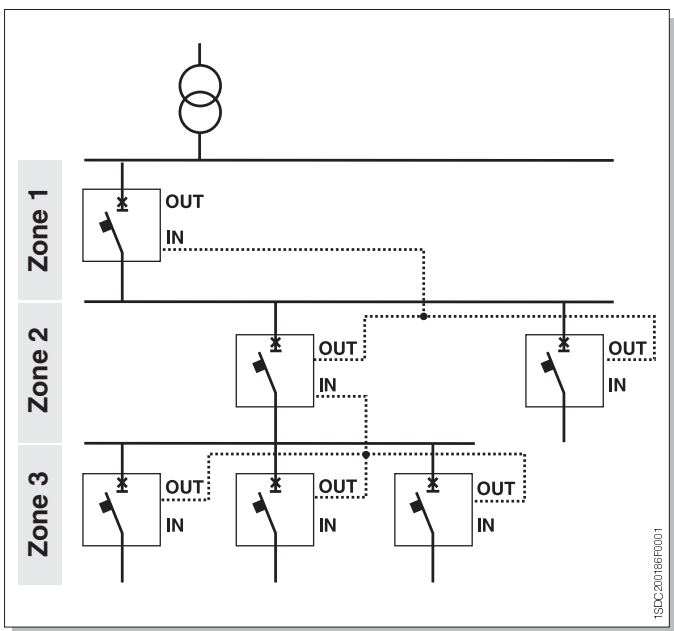 Zone 1
OUT
IN
Zone 2
OUT
IN
OUT
IN
Zone 3
OUT
IN
OUT
IN
OUT
IN
1SDC200186F0001